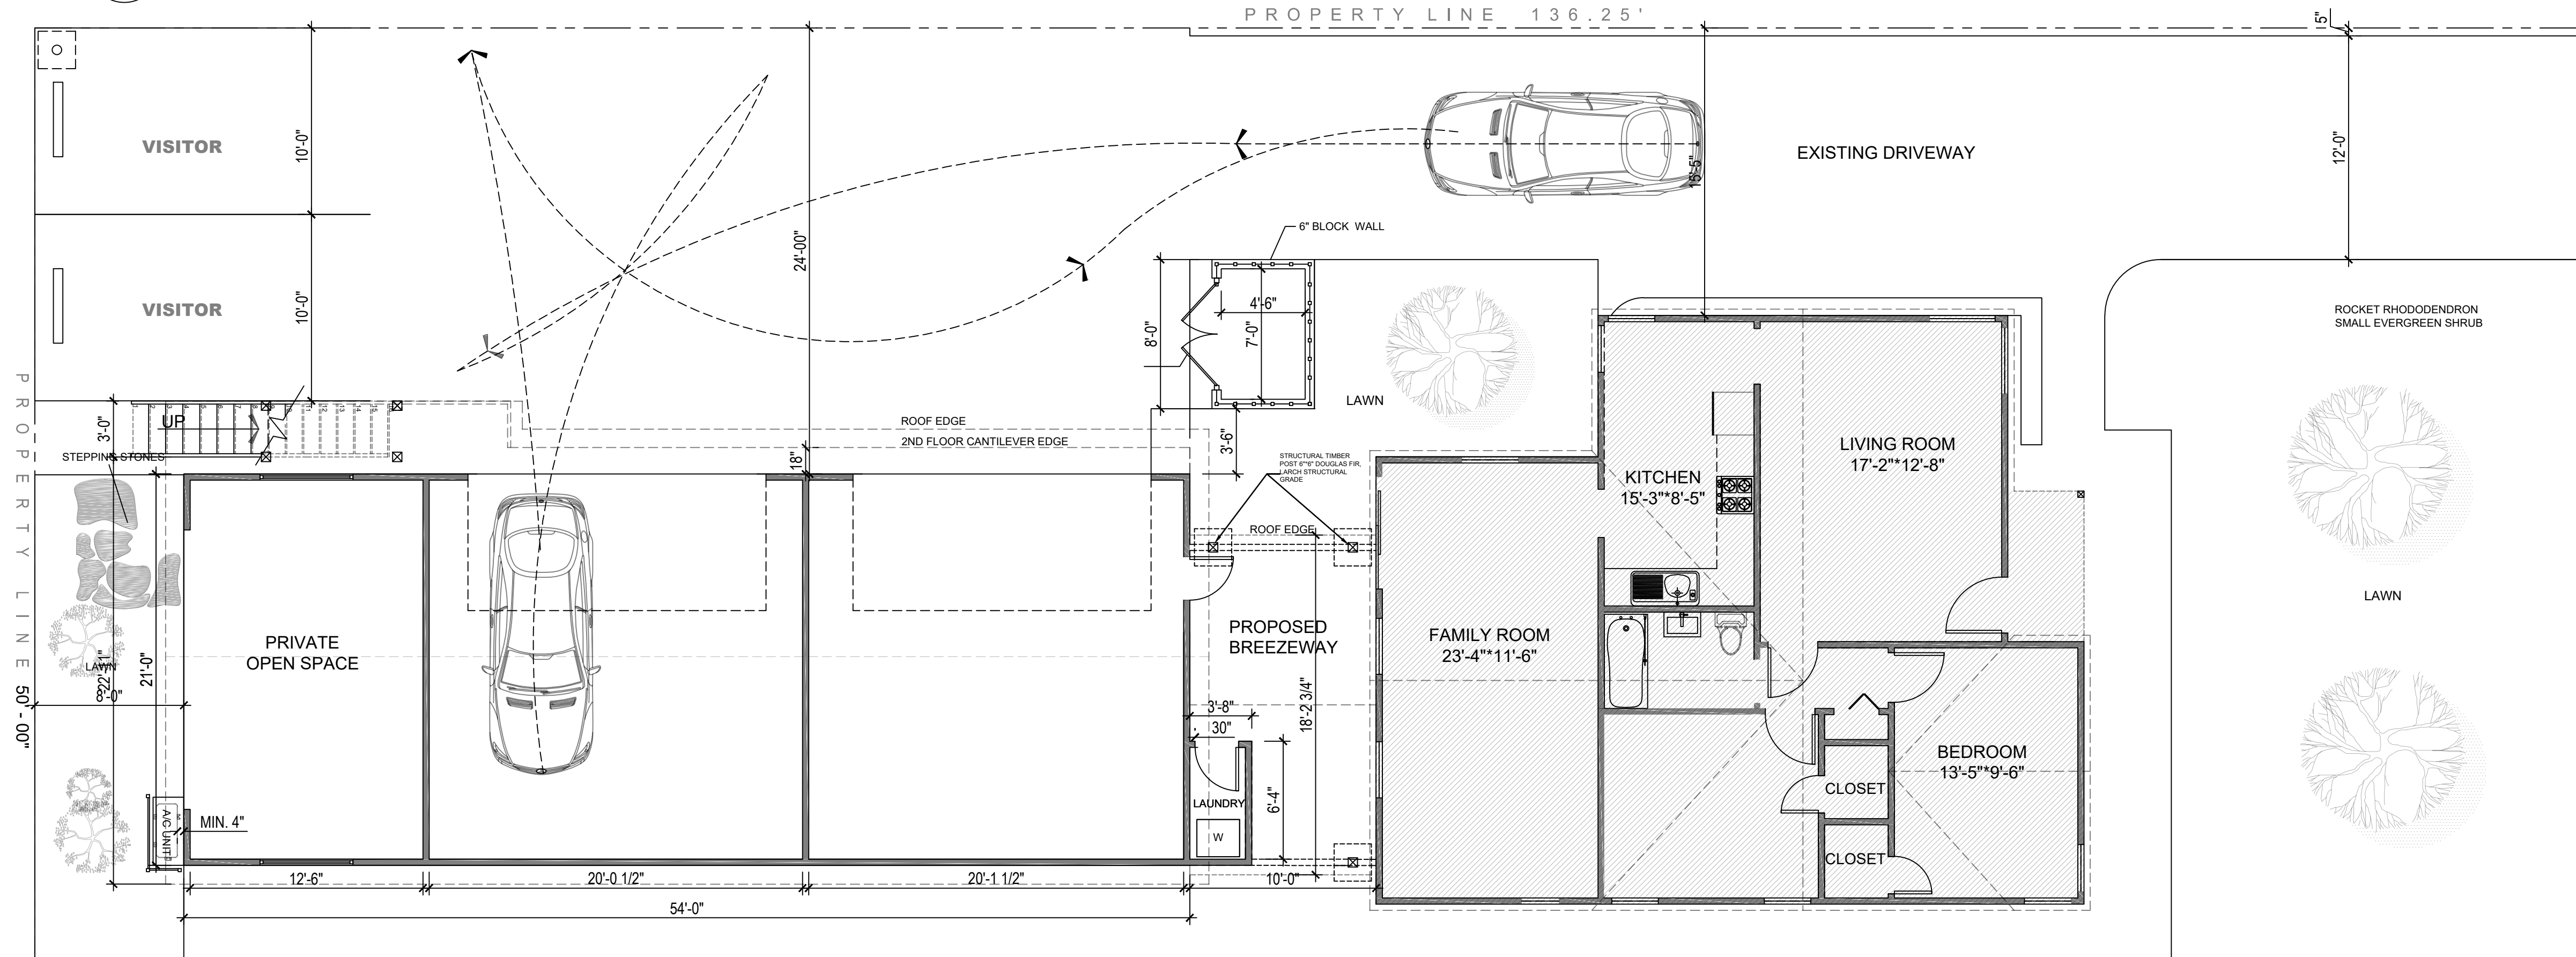 PROPERTY LINE 136.25'
5"
VISITOR
10'-0"
24'-00"
15'-5"
EXISTING DRIVEWAY
12'-0"
6" BLOCK WALL
VISITOR
10'-0"
8'-0"
4'-6"
7'-0"
ROCKET RHODODENDRON
SMALL EVERGREEN SHRUB
PROPERTY LINE 50'-00"
3'-0"
UP
STEPPING STONES
ROOF EDGE
2ND FLOOR CANTILEVER EDGE
18"
3'-6"
LAWN
STRUCTURAL TIMBER
POST 6"*6" DOUGLAS FIR,
LARCH STRUCTURAL
GRADE
ROOF EDGE
KITCHEN
15'-3"*8'-5"
LIVING ROOM
17'-2"*12'-8"
LAWN
PRIVATE
OPEN SPACE
PROPOSED
BREEZEWAY
FAMILY ROOM
23'-4"*11'-6"
LAWN
21'-0"
8'-0"
3'-8"
30"
18'-2 3/4"
6'-4"
LAUNDRY
W
BEDROOM
13'-5"*9'-6"
CLOSET
CLOSET
A/C UNIT
MIN. 4"
12'-6"
20'-0 1/2"
20'-1 1/2"
10'-0"
54'-0"